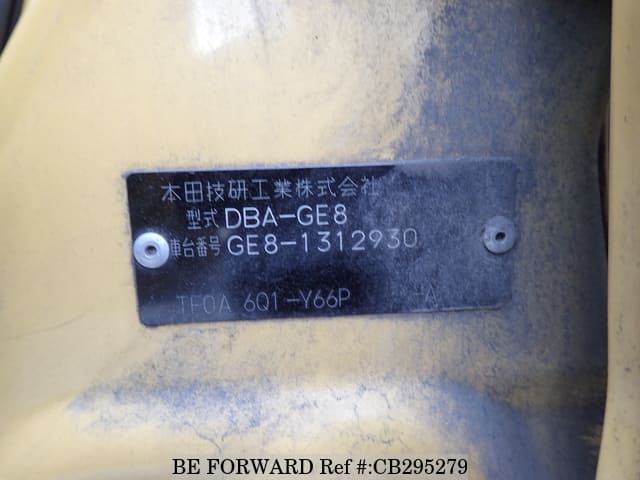 本田技研工業株式会社
型式 DBA-GE8
車台番号 GE8-1312930
TF0A 6Q1-Y66P -A
BE FORWARD Ref #:CB295279